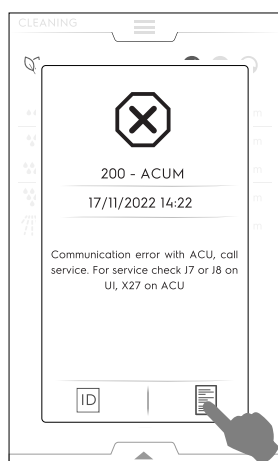 CLEANING
200 - ACUM
17/11/2022 14:22
Communication error with ACU, call
service. For service check J7 or J8 on
UI, X27 on ACU
ID
m
m
m
m